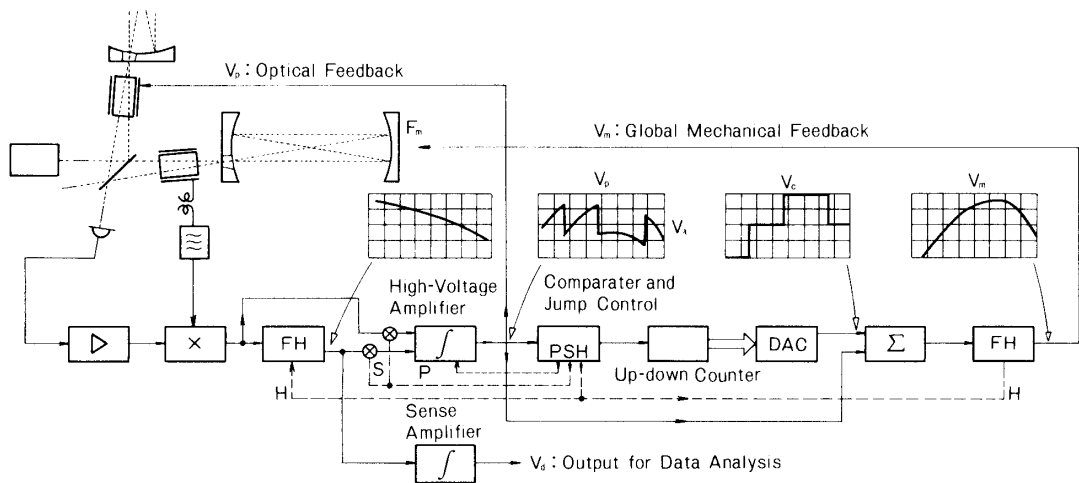 Vp : Optical Feedback
Fm
Vm : Global Mechanical Feedback
Vp
Vc
Vm
VA
High-Voltage
Amplifier
Comparater and
Jump Control
FH
∫
PSH
DAC
Σ
FH
×
S
P
Up-down Counter
H
H
Sense
Amplifier
∫
Vd : Output for Data Analysis